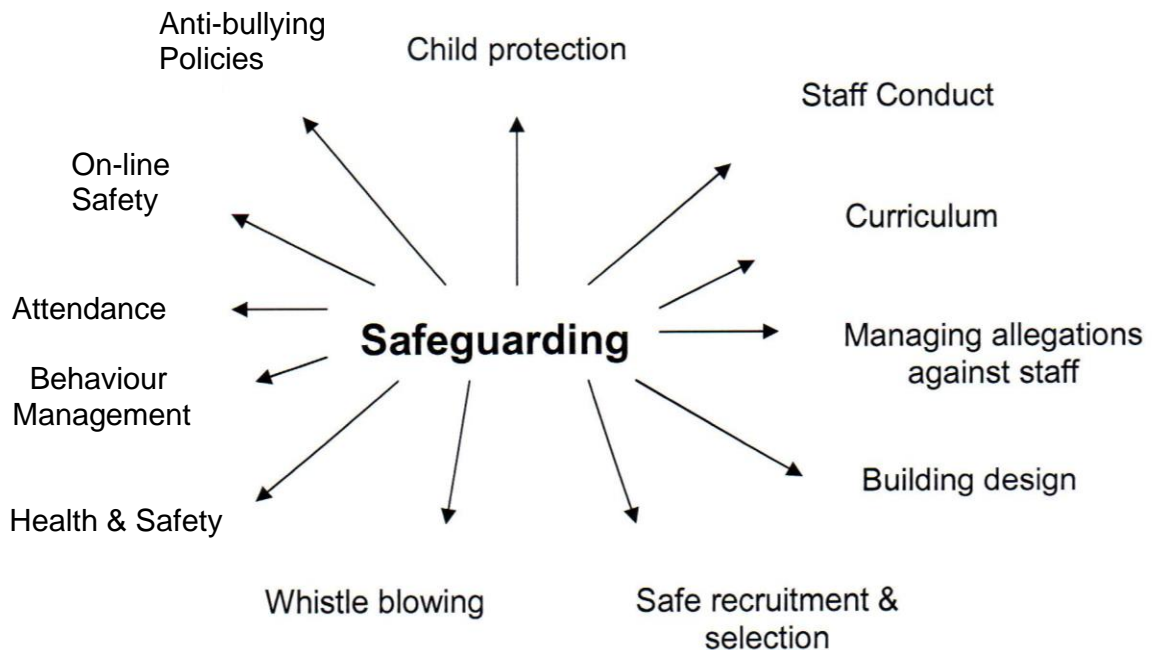 Anti-bullying
Policies
Child protection
Staff Conduct
On-line
Safety
Curriculum
Attendance
Safeguarding
Managing allegations
against staff
Behaviour
Management
Building design
Health & Safety
Whistle blowing
Safe recruitment &
selection